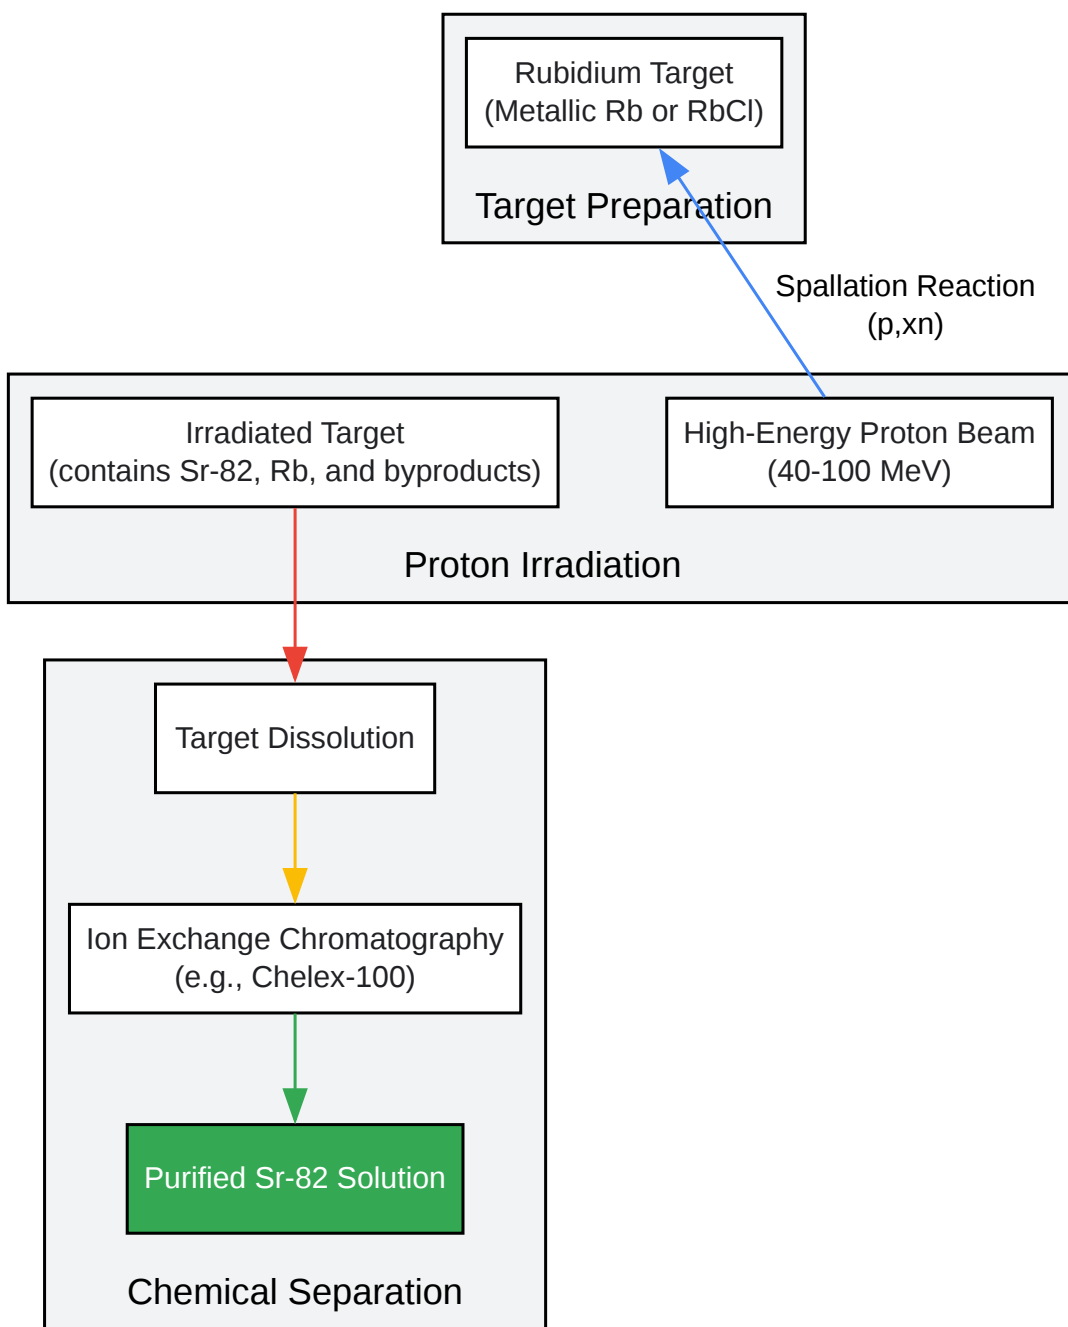 Rubidium Target
(Metallic Rb or RbCl)
Target Preparation
Spallation Reaction
(p,xn)
Irradiated Target
(contains Sr-82, Rb, and byproducts)
High-Energy Proton Beam
(40-100 MeV)
Proton Irradiation
Target Dissolution
Ion Exchange Chromatography
(e.g., Chelex-100)
Purified Sr-82 Solution
Chemical Separation